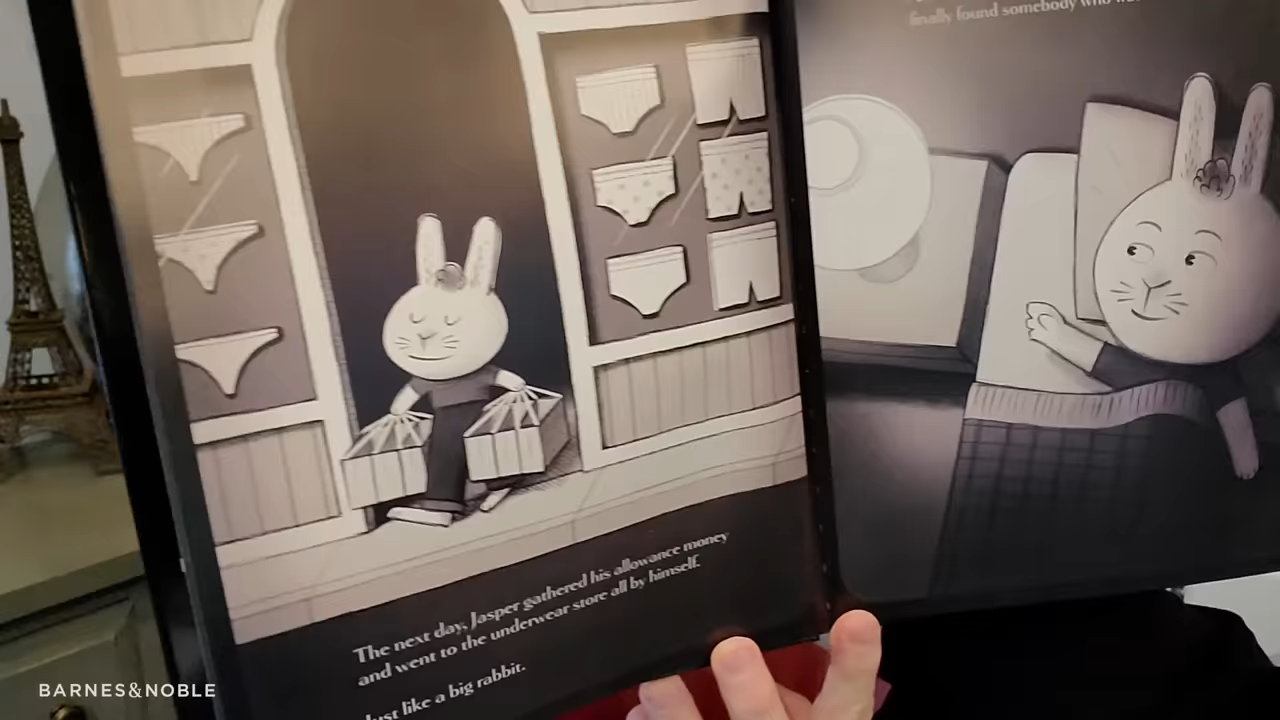 finally found somebody who
The next day, Jasper gathered his allowance money
and went to the underwear store all by himself.
Just like a big rabbit.
BARNES&NOBLE